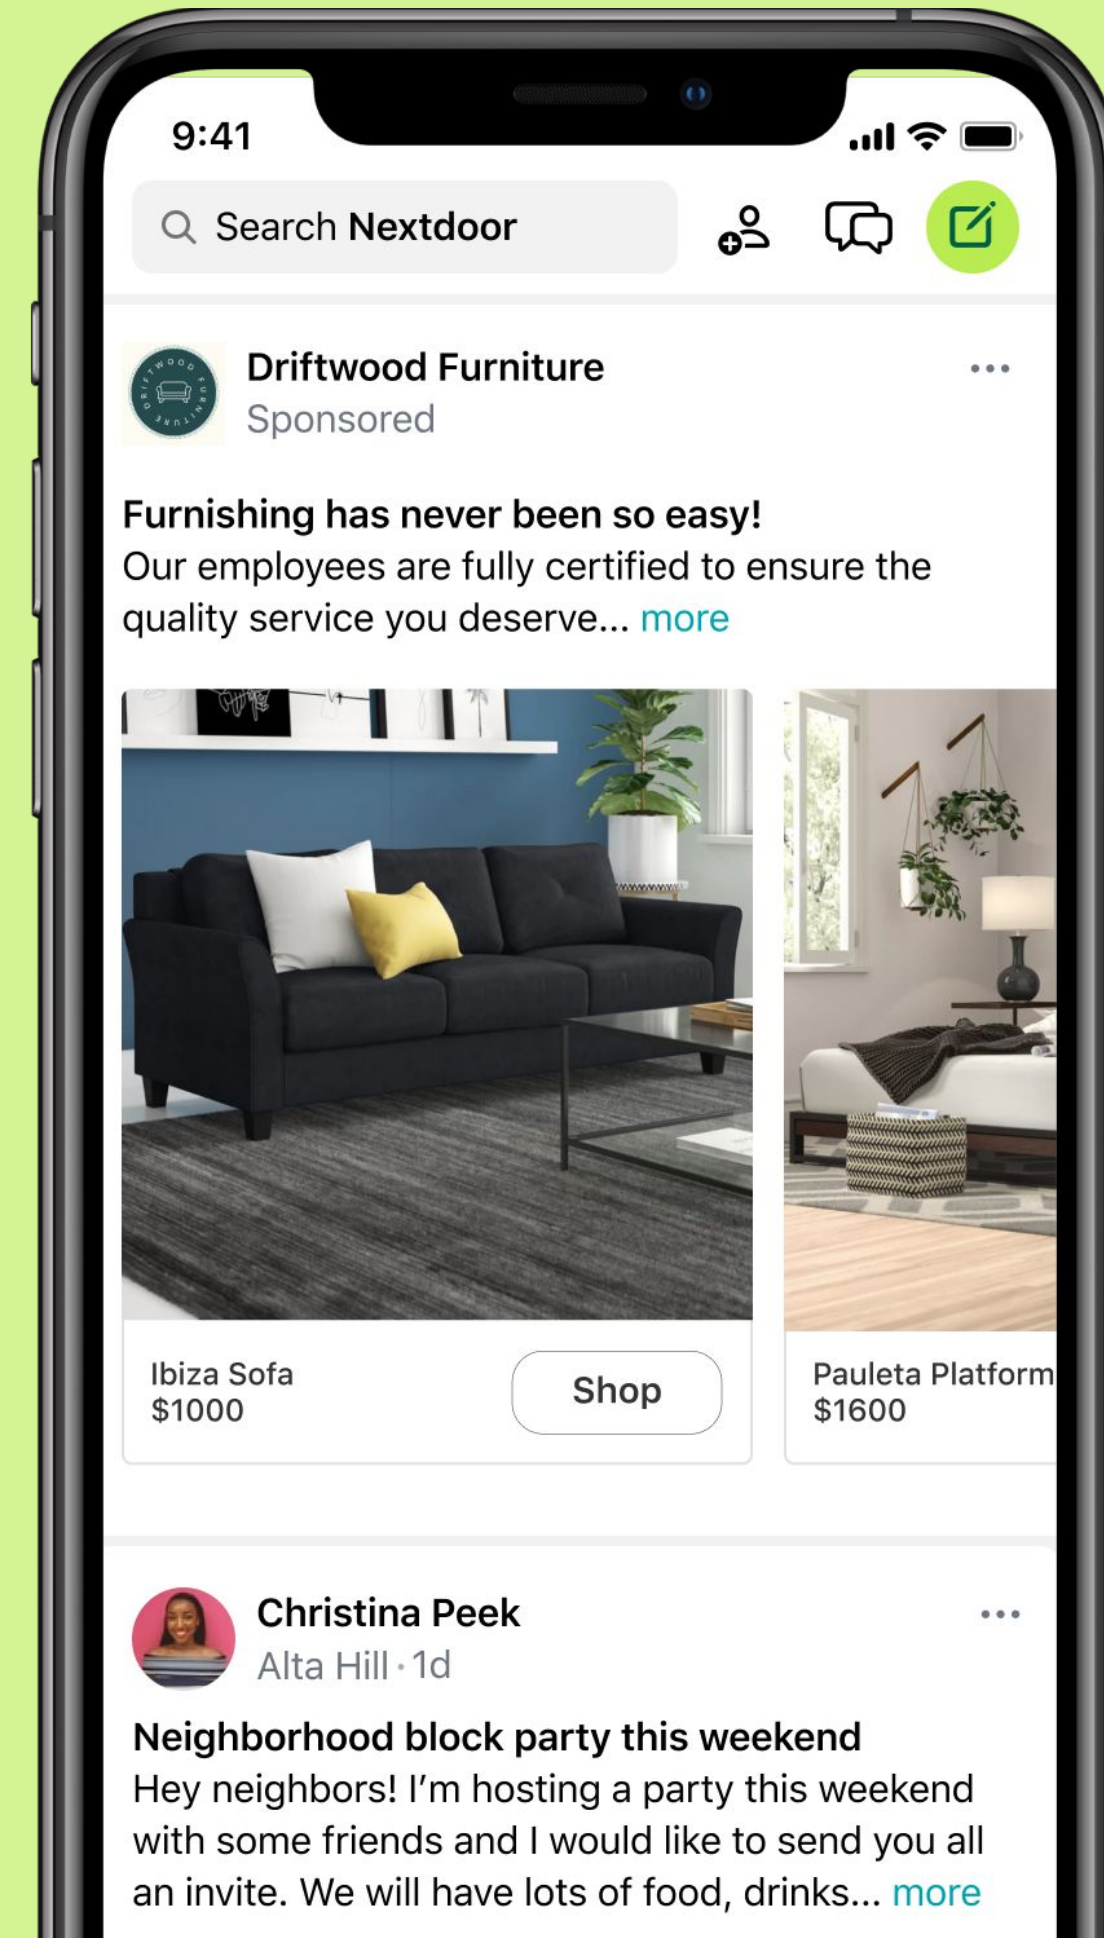 9:41
Search Nextdoor
DRIFTWOOD FURNITURE
Driftwood Furniture
Sponsored
Furnishing has never been so easy!
Our employees are fully certified to ensure the
quality service you deserve... more
Ibiza Sofa
$1000
Shop
Pauleta Platform
$1600
Christina Peek
Alta Hill · 1d
Neighborhood block party this weekend
Hey neighbors! I’m hosting a party this weekend
with some friends and I would like to send you all
an invite. We will have lots of food, drinks... more